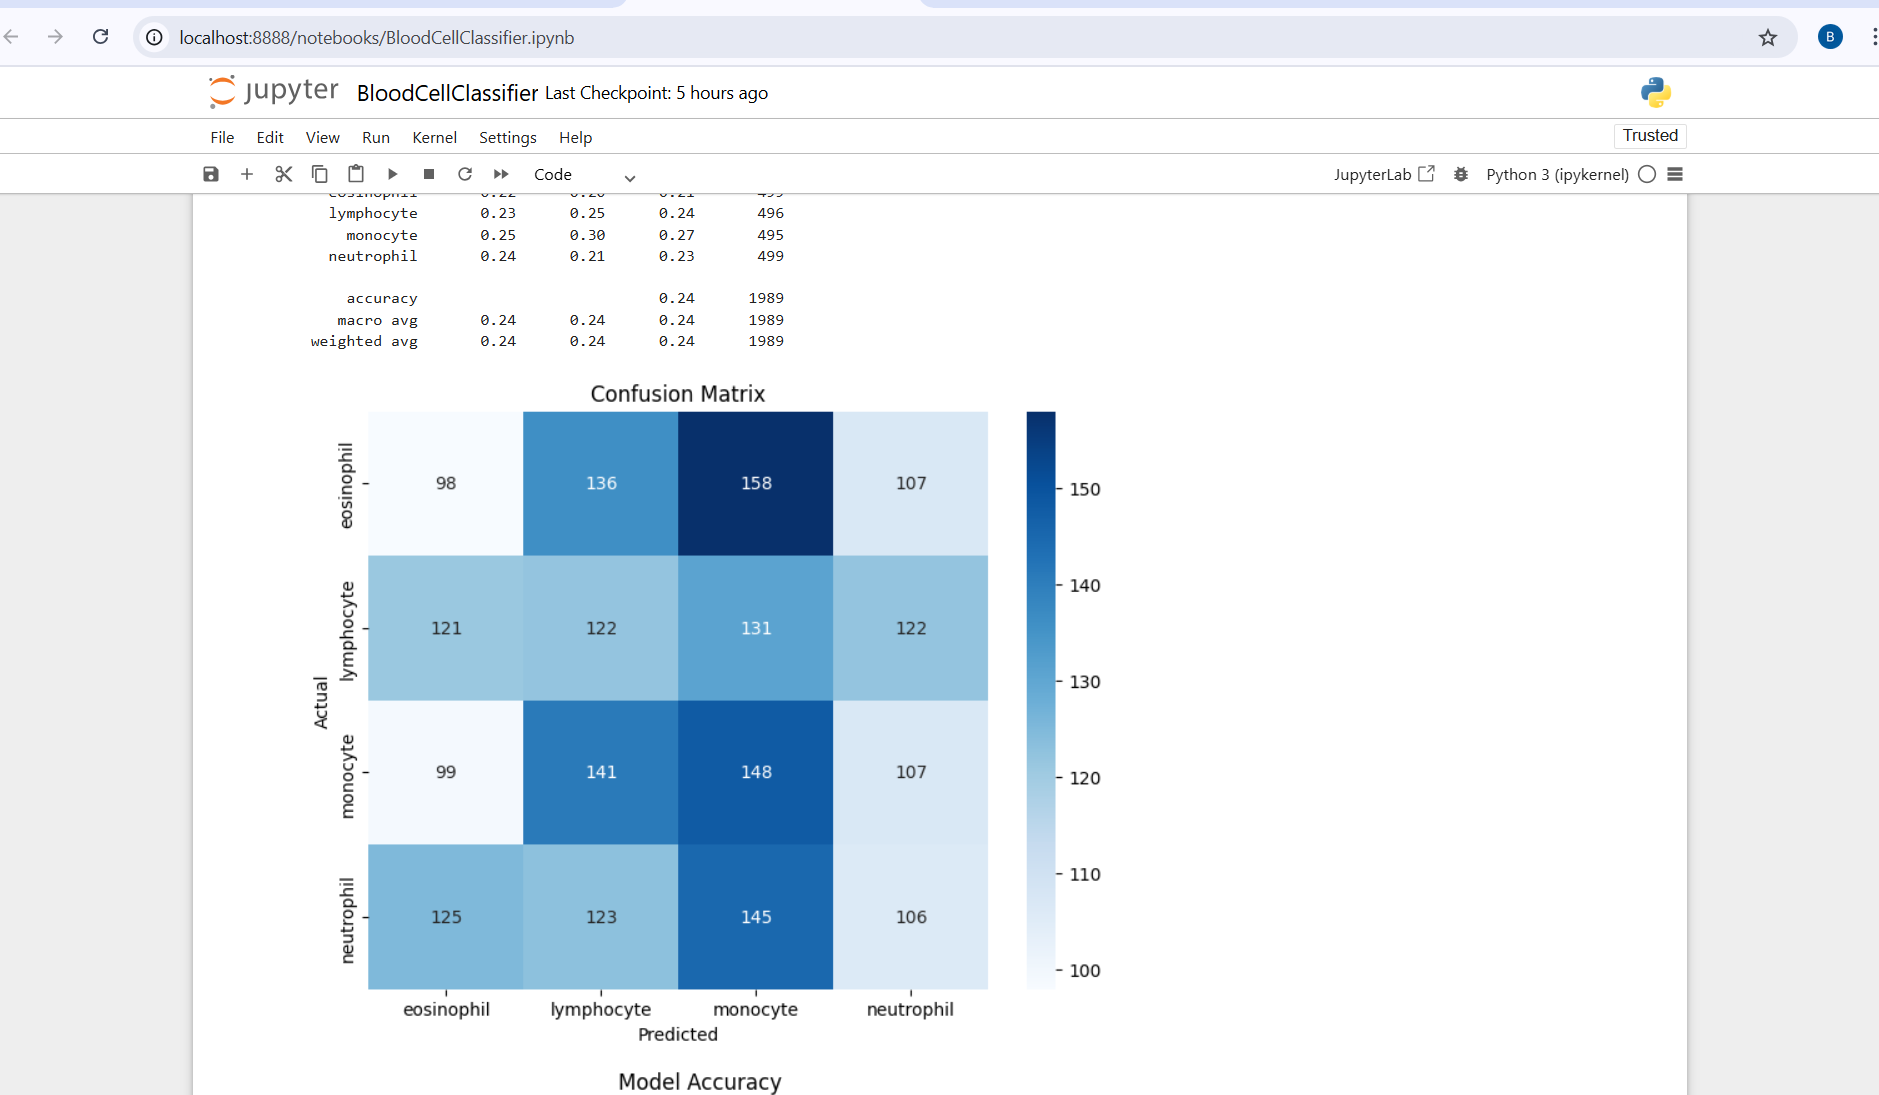 localhost:8888/notebooks/BloodCellClassifier.ipynb
B
jupyter BloodCellClassifier Last Checkpoint: 5 hours ago
File Edit View Run Kernel Settings Help
Trusted
Code
JupyterLab
Python 3 (ipykernel)
lymphocyte 0.23 0.25 0.24 496
monocyte 0.25 0.30 0.27 495
neutrophil 0.24 0.21 0.23 499
accuracy 0.24 1989
macro avg 0.24 0.24 0.24 1989
weighted avg 0.24 0.24 0.24 1989
Confusion Matrix
eosinophil 98 136 158 107
lymphocyte 121 122 131 122
monocyte 99 141 148 107
neutrophil 125 123 145 106
Actual
eosinophil lymphocyte monocyte neutrophil
Predicted
150
140
130
120
110
100
Model Accuracy